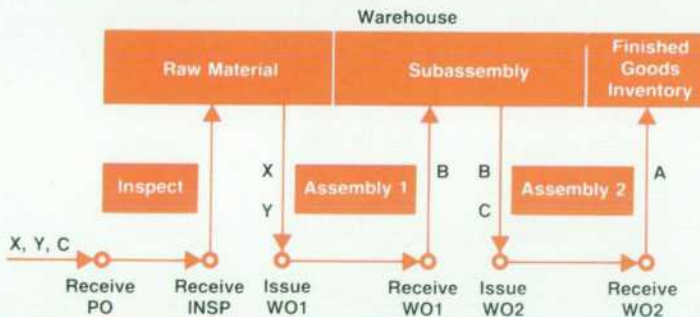 Warehouse
Raw Material
Subassembly
Finished
Goods
Inventory
Inspect
X
Y
Assembly 1
B
B
C
Assembly 2
A
X, Y, C
Receive
PO
Receive
INSP
Issue
WO1
Receive
WO1
Issue
WO2
Receive
WO2